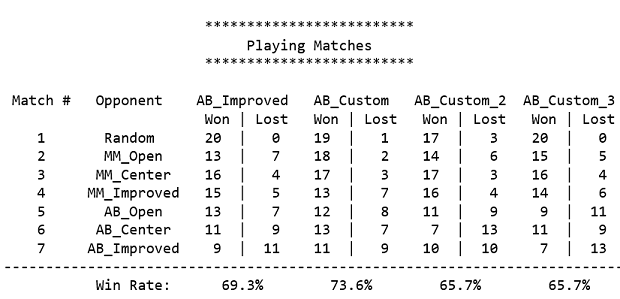 *************************
Playing Matches
*************************
Match # Opponent AB_Improved AB_Custom AB_Custom_2 AB_Custom_3
Won | Lost Won | Lost Won | Lost Won | Lost
1 Random 20 | 0 19 | 1 17 | 3 20 | 0
2 MM_Open 13 | 7 18 | 2 14 | 6 15 | 5
3 MM_Center 16 | 4 17 | 3 17 | 3 16 | 4
4 MM_Improved 15 | 5 13 | 7 16 | 4 14 | 6
5 AB_Open 13 | 7 12 | 8 11 | 9 9 | 11
6 AB_Center 11 | 9 13 | 7 7 | 13 11 | 9
7 AB_Improved 9 | 11 11 | 9 10 | 10 7 | 13
--------------------------------------------------------------------------
Win Rate: 69.3% 73.6% 65.7% 65.7%